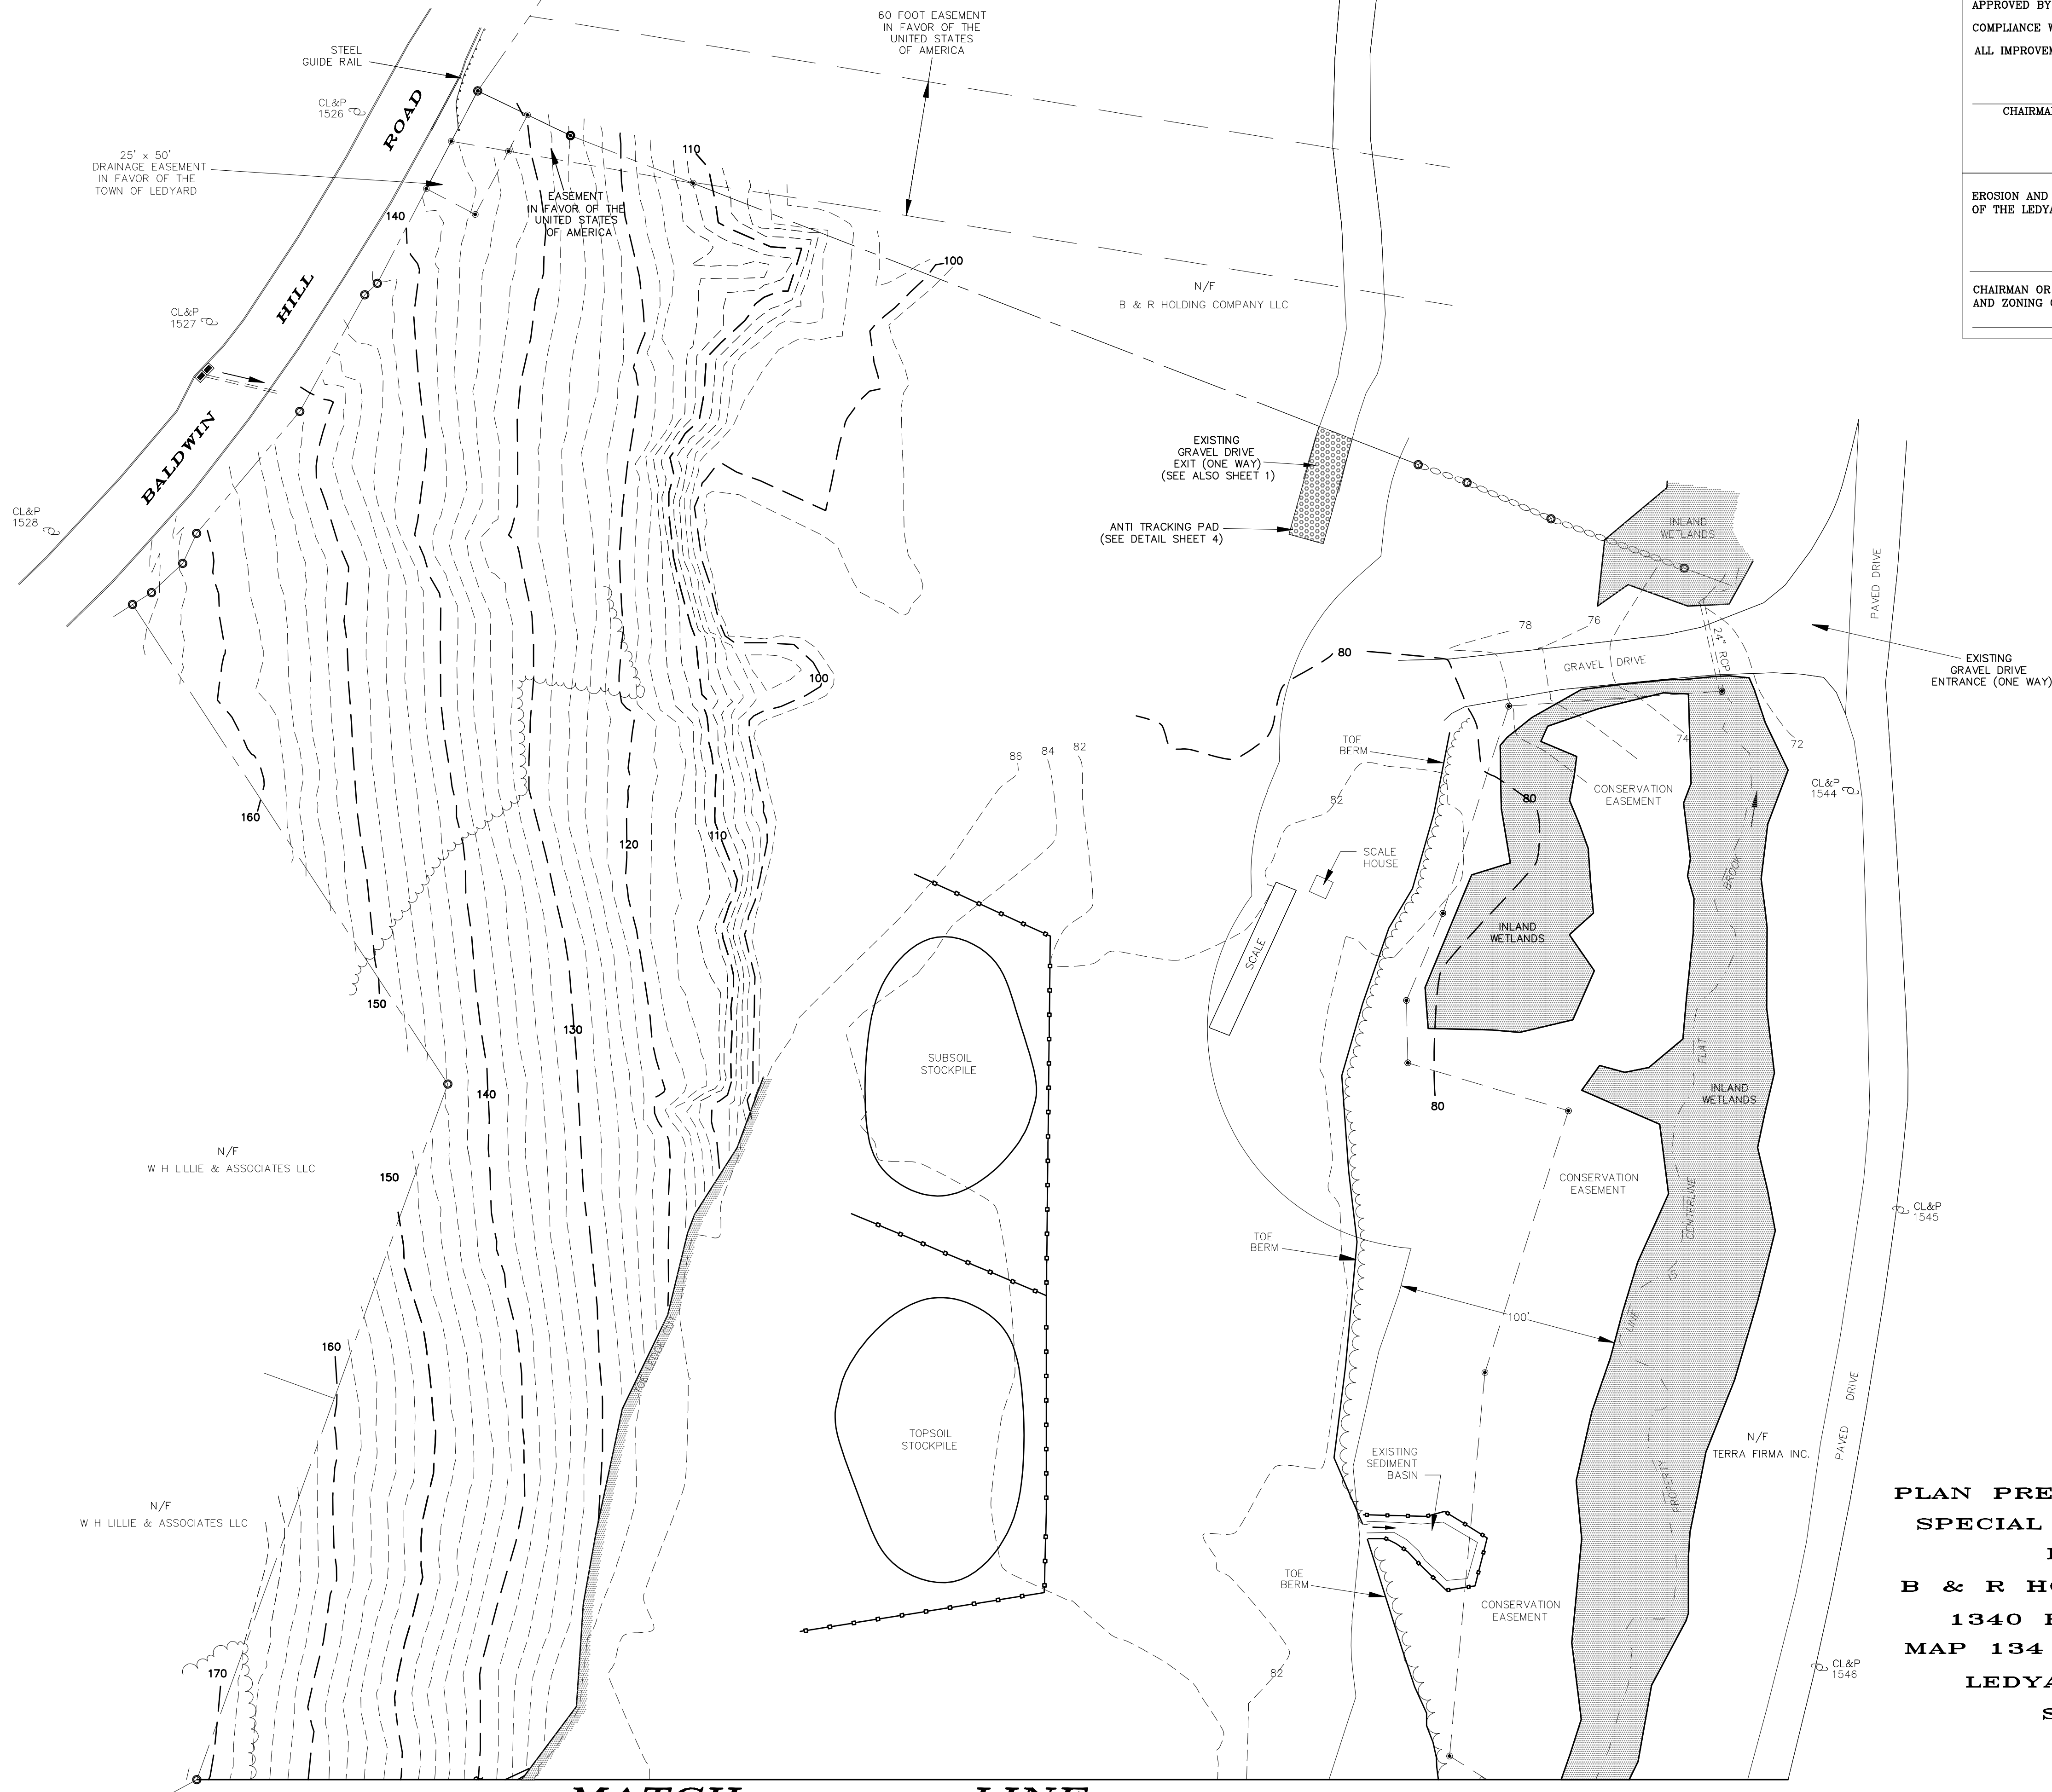 APPROVED BY
COMPLIANCE W
ALL IMPROVEM
CHAIRMA
EROSION AND
OF THE LEDYA
CHAIRMAN OR
AND ZONING
60 FOOT EASEMENT
IN FAVOR OF THE
UNITED STATES
OF AMERICA
STEEL
GUIDE RAIL
CL&P
1526
25' x 50'
DRAINAGE EASEMENT
IN FAVOR OF THE
TOWN OF LEDYARD
BALDWIN HILL ROAD
EASEMENT
IN FAVOR OF THE
UNITED STATES
OF AMERICA
110
140
100
N/F
B & R HOLDING COMPANY LLC
CL&P
1527
CL&P
1528
EXISTING
GRAVEL DRIVE
EXIT (ONE WAY)
(SEE ALSO SHEET 1)
ANTI TRACKING PAD
(SEE DETAIL SHEET 4)
INLAND
WETLANDS
PAVED DRIVE
78
76
24" RCP
GRAVEL DRIVE
EXISTING
GRAVEL DRIVE
ENTRANCE (ONE WAY)
80
100
86
84
82
TOE
BERM
74
72
82
80
CONSERVATION
EASEMENT
CL&P
1544
160
120
110
SCALE
HOUSE
SCALE
INLAND
WETLANDS
BROOK
150
130
140
SUBSOIL
STOCKPILE
80
FLAT
INLAND
WETLANDS
N/F
W H LILLIE & ASSOCIATES LLC
150
CONSERVATION
EASEMENT
CENTERLINE
IS
LINE
PROPERTY
CL&P
1545
TOE
BERM
100'
160
TOE LEDGE CUT
TOPSOIL
STOCKPILE
EXISTING
SEDIMENT
BASIN
N/F
TERRA FIRMA INC.
PAVED DRIVE
N/F
W H LILLIE & ASSOCIATES LLC
TOE
BERM
CONSERVATION
EASEMENT
170
82
CL&P
1546
PLAN PRE
SPECIAL
B & R HO
1340
MAP 134
LEDYA
S
MATCH LINE